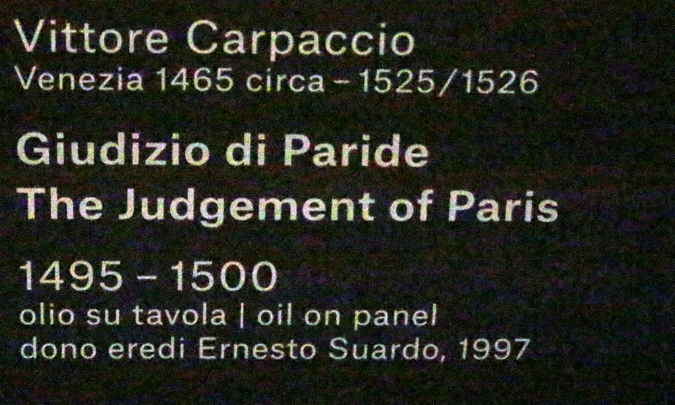 Vittore Carpaccio
Venezia 1465 circa – 1525/1526
Giudizio di Paride
The Judgement of Paris
1495 – 1500
olio su tavola | oil on panel
dono eredi Ernesto Suardo, 1997